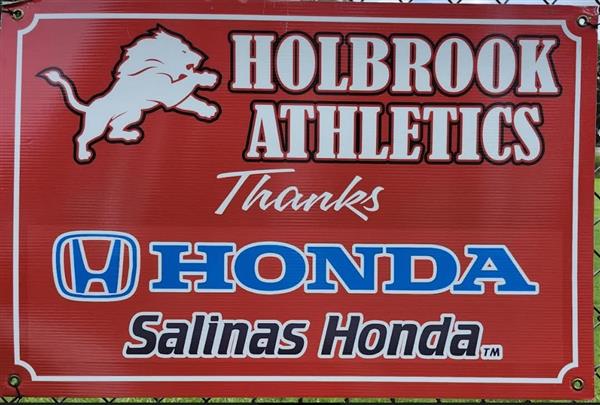 HOLBROOK
ATHLETICS
Thanks
HONDA
Salinas Honda™